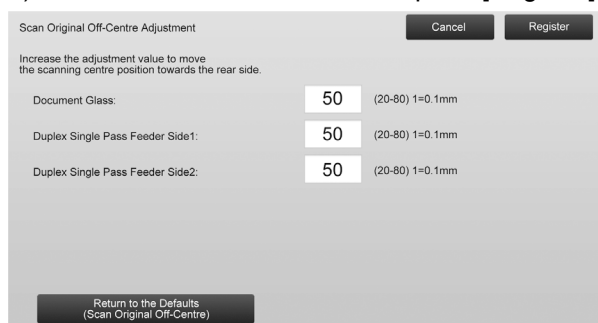 Scan Original Off-Centre Adjustment
Cancel
Register
Increase the adjustment value to move
the scanning centre position towards the rear side.
Document Glass: 50 (20-80) 1=0.1mm
Duplex Single Pass Feeder Side1: 50 (20-80) 1=0.1mm
Duplex Single Pass Feeder Side2: 50 (20-80) 1=0.1mm
Return to the Defaults
(Scan Original Off-Centre)